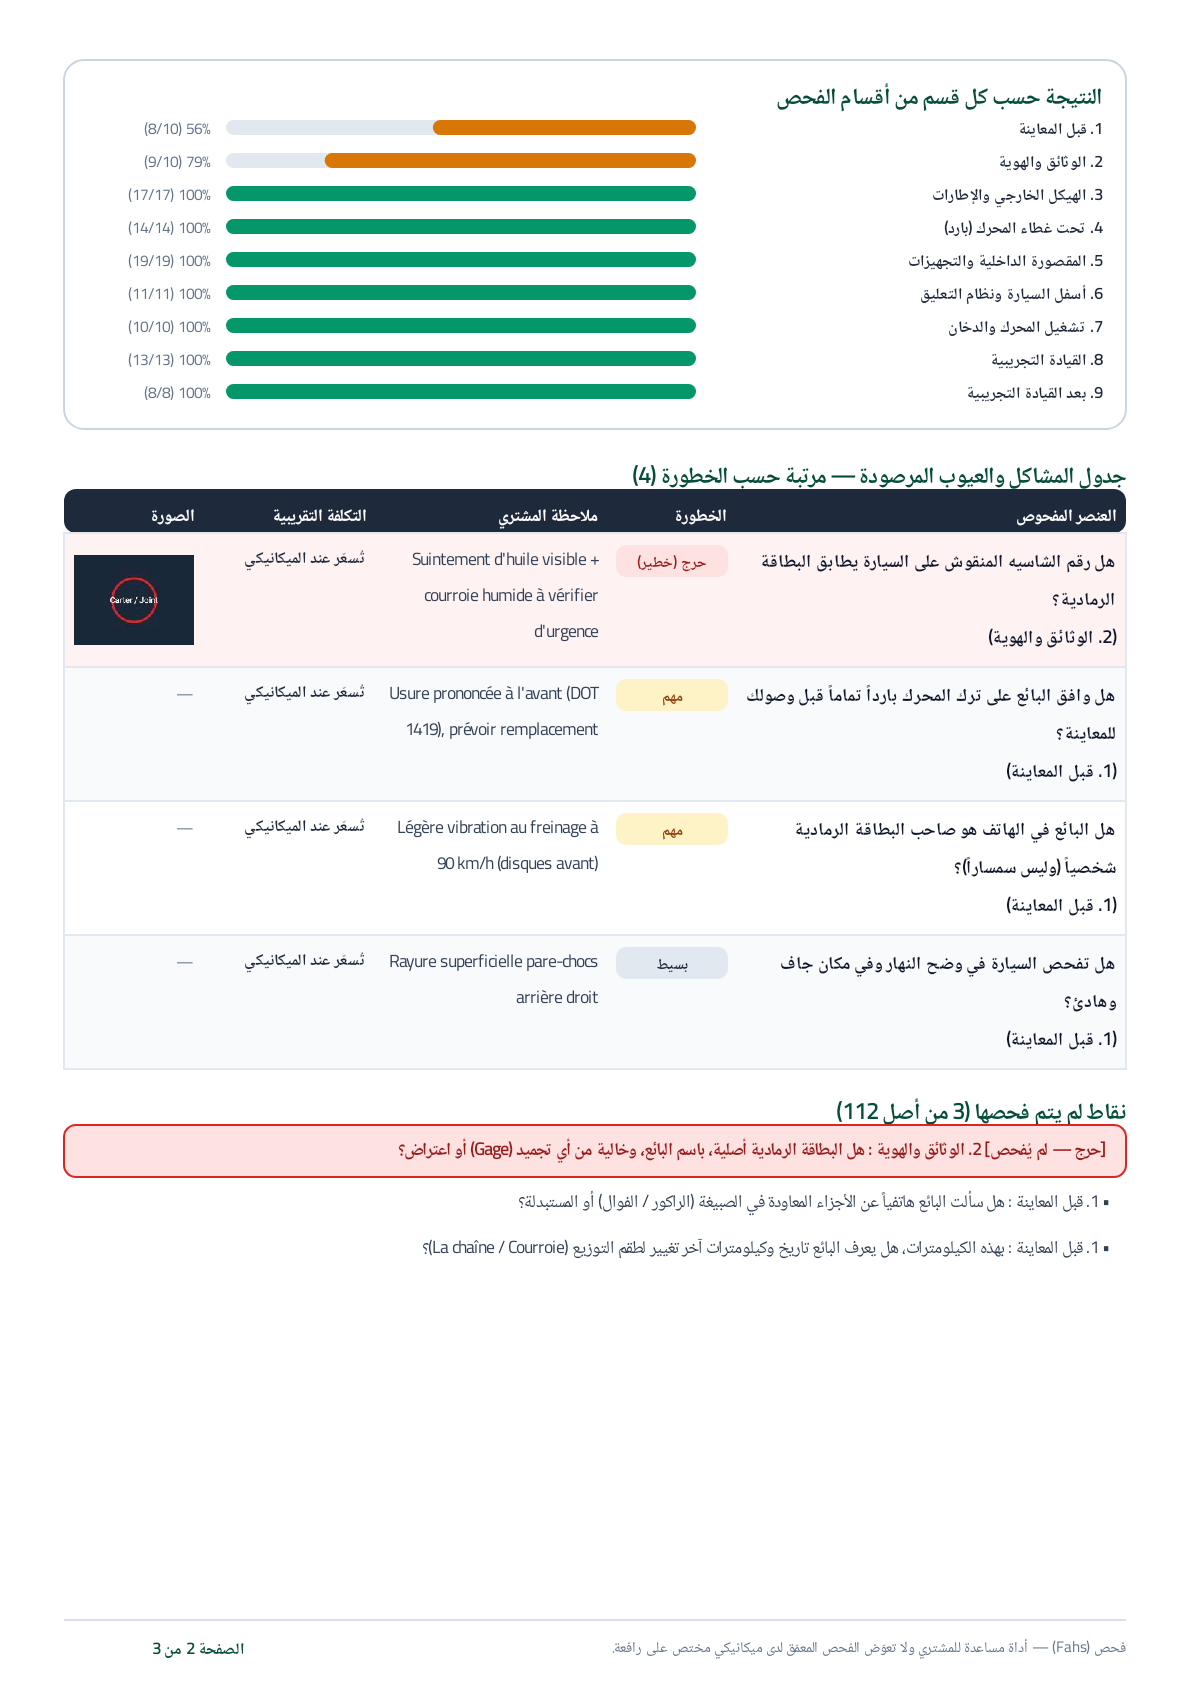 النتيجة حسب كل قسم من أقسام الفحص
1. قبل المعاينة 56% (8/10)
2. الوثائق والهوية 79% (9/10)
3. الهيكل الخارجي والإطارات 100% (17/17)
4. تحت غطاء المحرك (بارد) 100% (14/14)
5. المقصورة الداخلية والتجهيزات 100% (19/19)
6. أسفل السيارة ونظام التعليق 100% (11/11)
7. تشغيل المحرك والدخان 100% (10/10)
8. القيادة التجريبية 100% (13/13)
9. بعد القيادة التجريبية 100% (8/8)
جدول المشاكل والعيوب المرصودة — مرتبة حسب الخطورة (4)
العنصر المفحوص الخطورة ملاحظة المشتري التكلفة التقريبية الصورة
هل رقم الشاسيه المنقوش على السيارة يطابق البطاقة
الرمادية؟
(2. الوثائق والهوية)
حرج (خطير)
Suintement d'huile visible +
courroie humide à vérifier
d'urgence
تُسعّر عند الميكانيكي
Carter / Joint
هل وافق البائع على ترك المحرك بارداً تماماً قبل وصولك
للمعاينة؟
(1. قبل المعاينة)
مهم
Usure prononcée à l'avant (DOT
1419), prévoir remplacement
تُسعّر عند الميكانيكي
—
هل البائع في الهاتف هو صاحب البطاقة الرمادية
شخصياً (وليس سمساراً)؟
(1. قبل المعاينة)
مهم
Légère vibration au freinage à
90 km/h (disques avant)
تُسعّر عند الميكانيكي
—
هل تفحص السيارة في وضح النهار وفي مكان جاف
وهادئ؟
(1. قبل المعاينة)
بسيط
Rayure superficielle pare-chocs
arrière droit
تُسعّر عند الميكانيكي
—
نقاط لم يتم فحصها (3 من أصل 112)
[حرج — لم يُفحص] 2. الوثائق والهوية : هل البطاقة الرمادية أصلية، باسم البائع، وخالية من أي تجميد (Gage) أو اعتراض؟
▪ 1. قبل المعاينة : هل سألت البائع هاتفياً عن الأجزاء المعاودة في الصبيغة (الراكور / الفوال) أو المستبدلة؟
▪ 1. قبل المعاينة : بهذه الكيلومترات، هل يعرف البائع تاريخ وكيلومترات آخر تغيير لطقم التوزيع (La chaîne / Courroie)؟
فحص (Fahs) — أداة مساعدة للمشتري ولا تعوّض الفحص المعمّق لدى ميكانيكي مختص على رافعة.
الصفحة 2 من 3